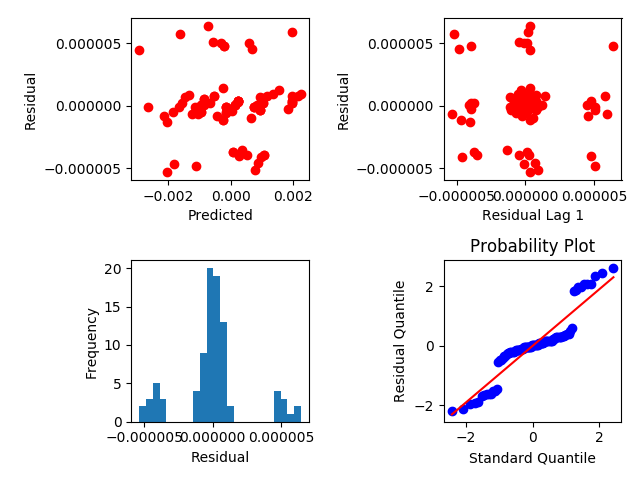 0.000005
0.000000
−0.000005
Residual
−0.002
0.000
0.002
Predicted
0.000005
0.000000
−0.000005
Residual
−0.000005
0.000000
0.000005
Residual Lag 1
20
15
10
5
0
Frequency
−0.000005
0.000000
0.000005
Residual
Probability Plot
2
0
−2
Residual Quantile
−2
0
2
Standard Quantile